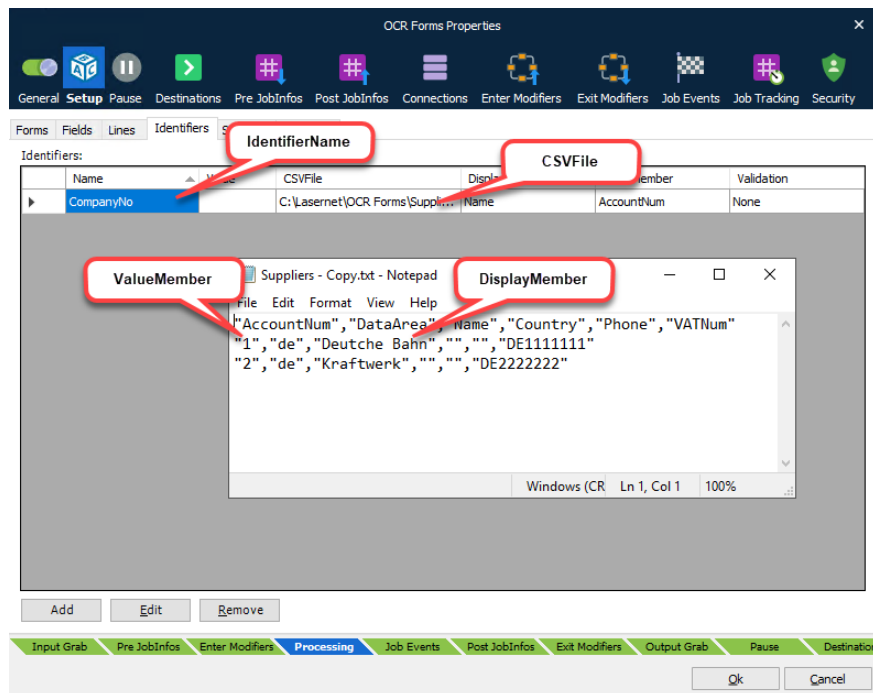 OCR Forms Properties
General Setup Pause Destinations Pre JobInfos Post JobInfos Connections Enter Modifiers Exit Modifiers Job Events Job Tracking Security
Forms Fields Lines Identifiers
IdentifierName
Identifiers:
CSVFile
Name CSVFile Validation
CompanyNo C:\Lasernet\OCR Forms\Suppli... Name AccountNum None
ValueMember
Suppliers - Copy.txt - Notepad
DisplayMember
File Edit Format View Help
"AccountNum","DataArea","Name","Country","Phone","VATNum"
"1","de","Deutche Bahn","","","DE1111111"
"2","de","Kraftwerk","","","DE2222222"
Windows (CR Ln 1, Col 1 100%
Add Edit Remove
Input Grab Pre JobInfos Enter Modifiers Processing Job Events Post JobInfos Exit Modifiers Output Grab Pause Destinatio
Ok Cancel